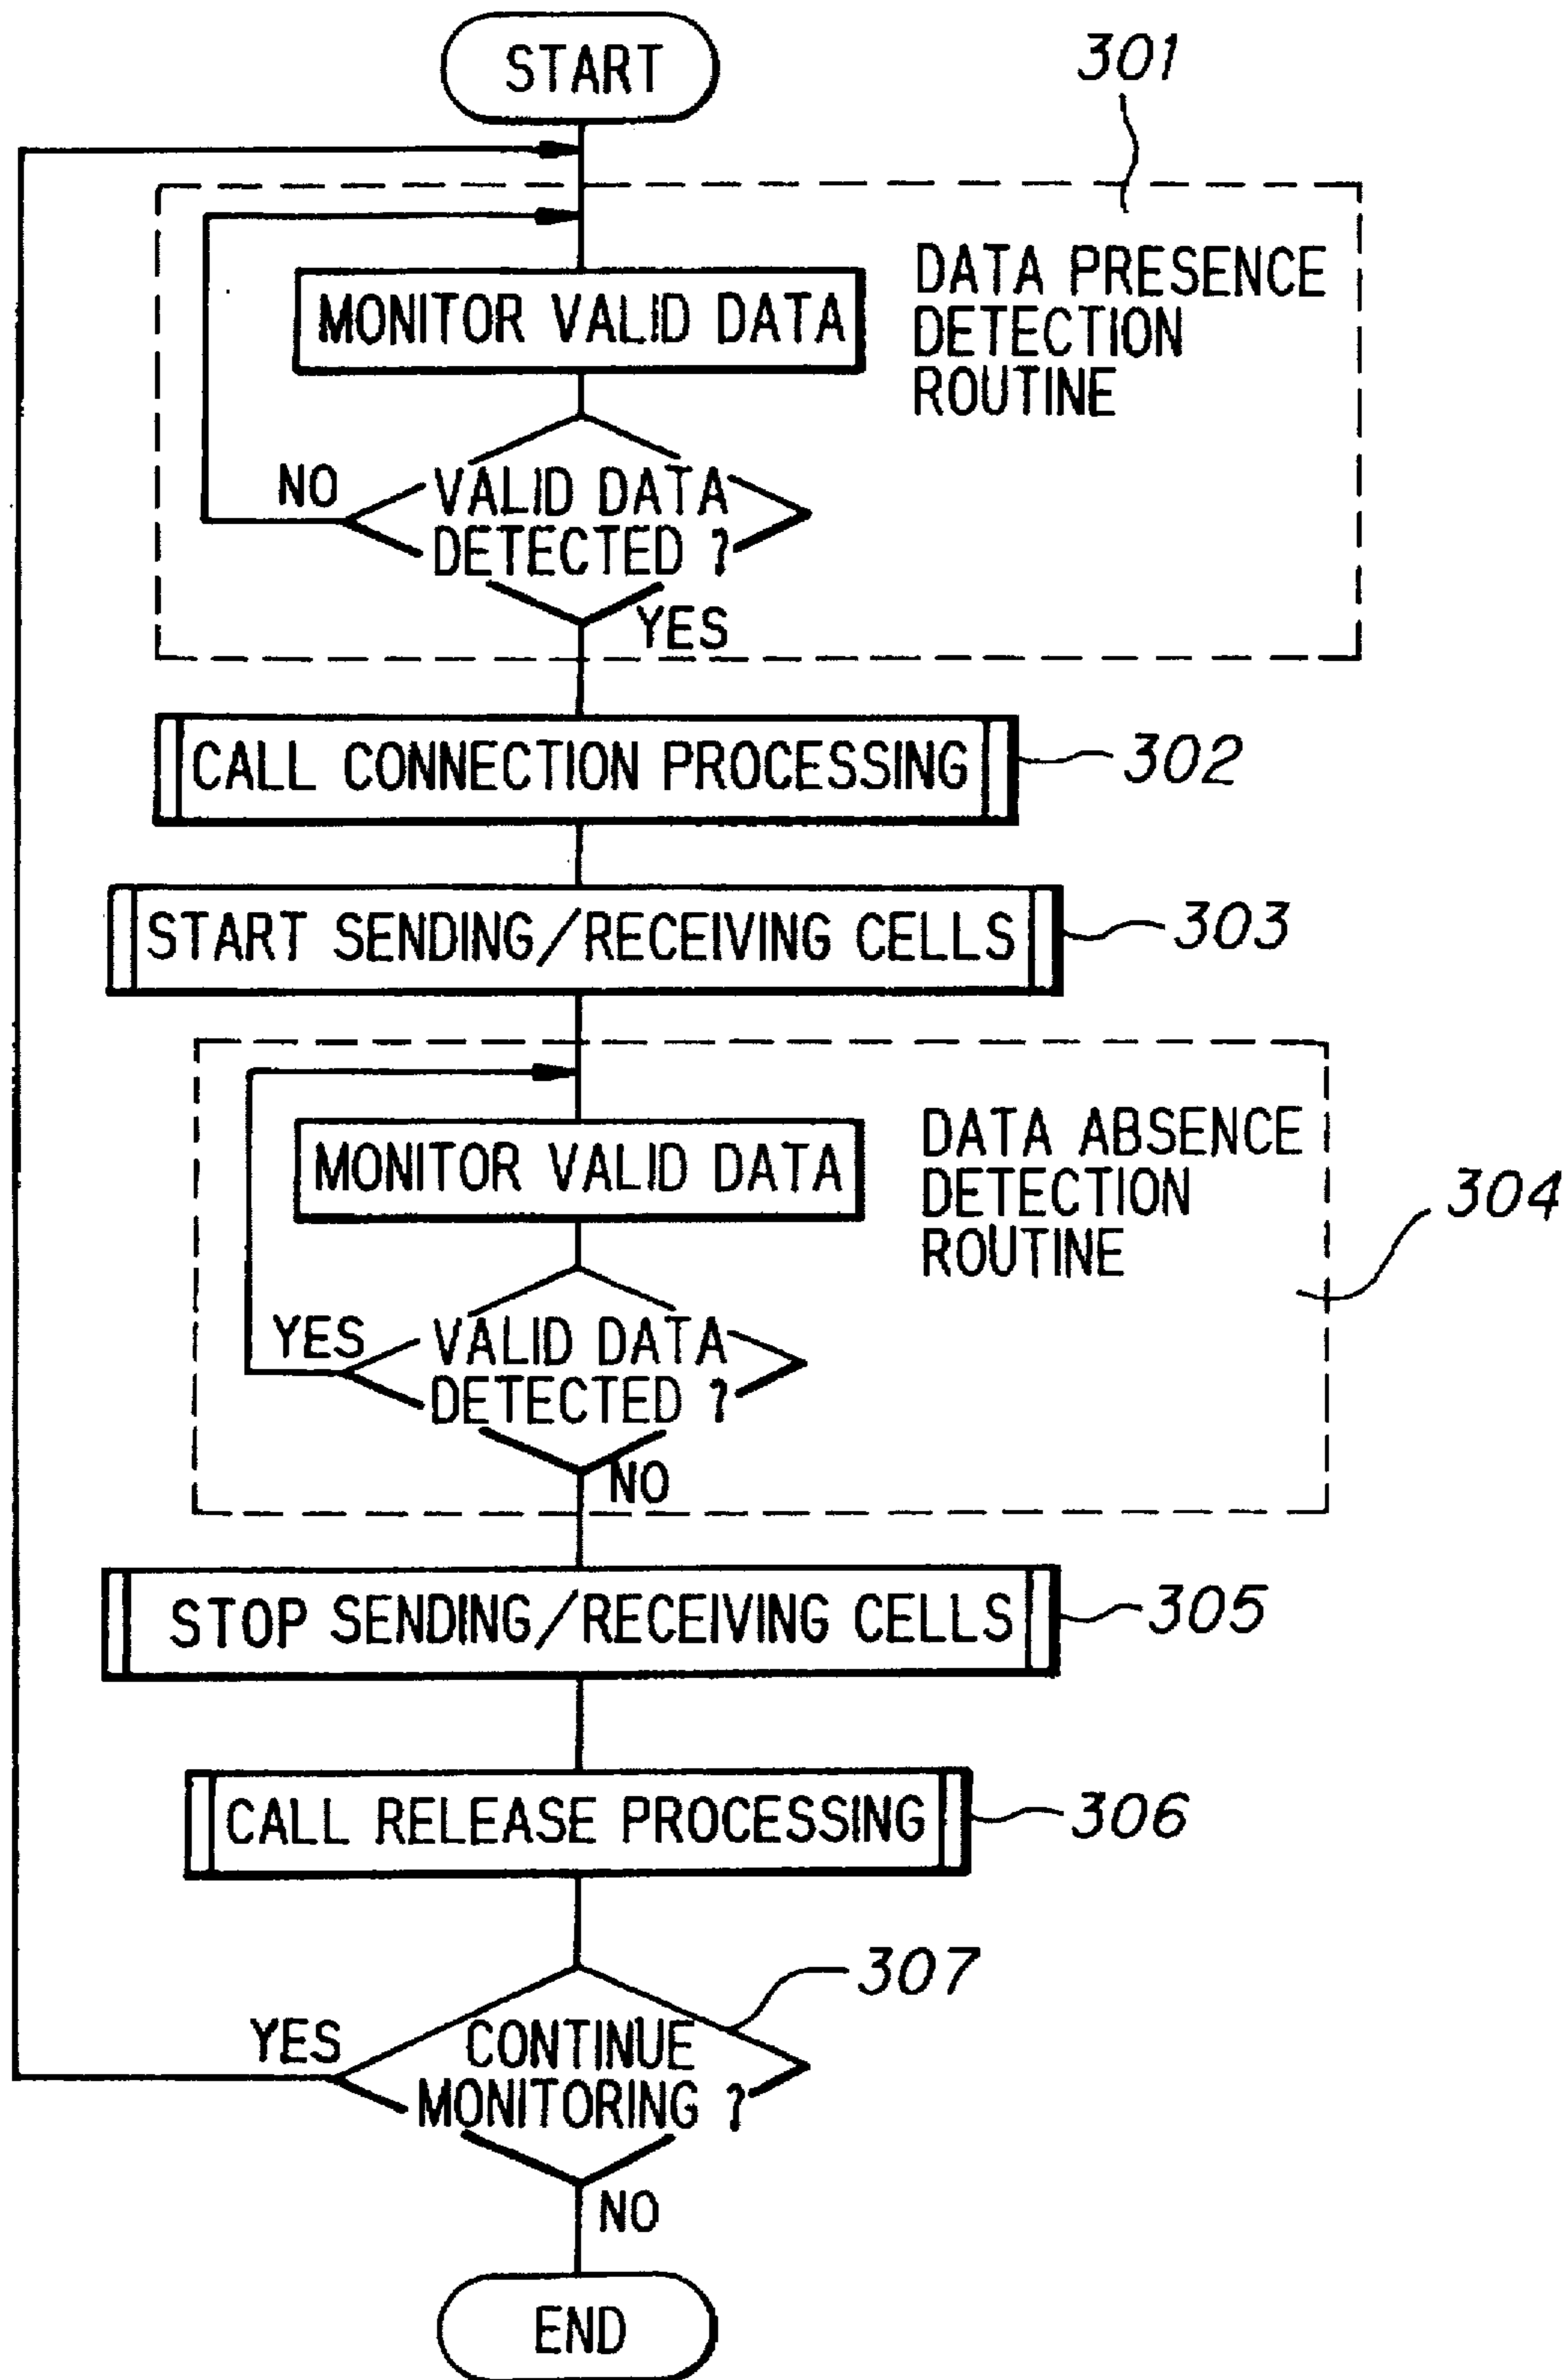 START
301
DATA PRESENCE
DETECTION
ROUTINE
MONITOR VALID DATA
NO
VALID DATA
DETECTED ?
YES
CALL CONNECTION PROCESSING
302
START SENDING/RECEIVING CELLS
303
DATA ABSENCE
DETECTION
ROUTINE
MONITOR VALID DATA
304
YES
VALID DATA
DETECTED ?
NO
STOP SENDING/RECEIVING CELLS
305
CALL RELEASE PROCESSING
306
307
YES
CONTINUE
MONITORING ?
NO
END